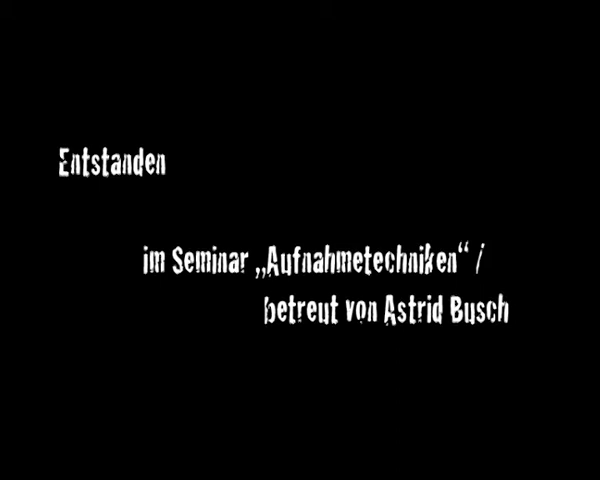 Entstanden
im Seminar „Aufnahmetechniken“ /
betreut von Astrid Busch